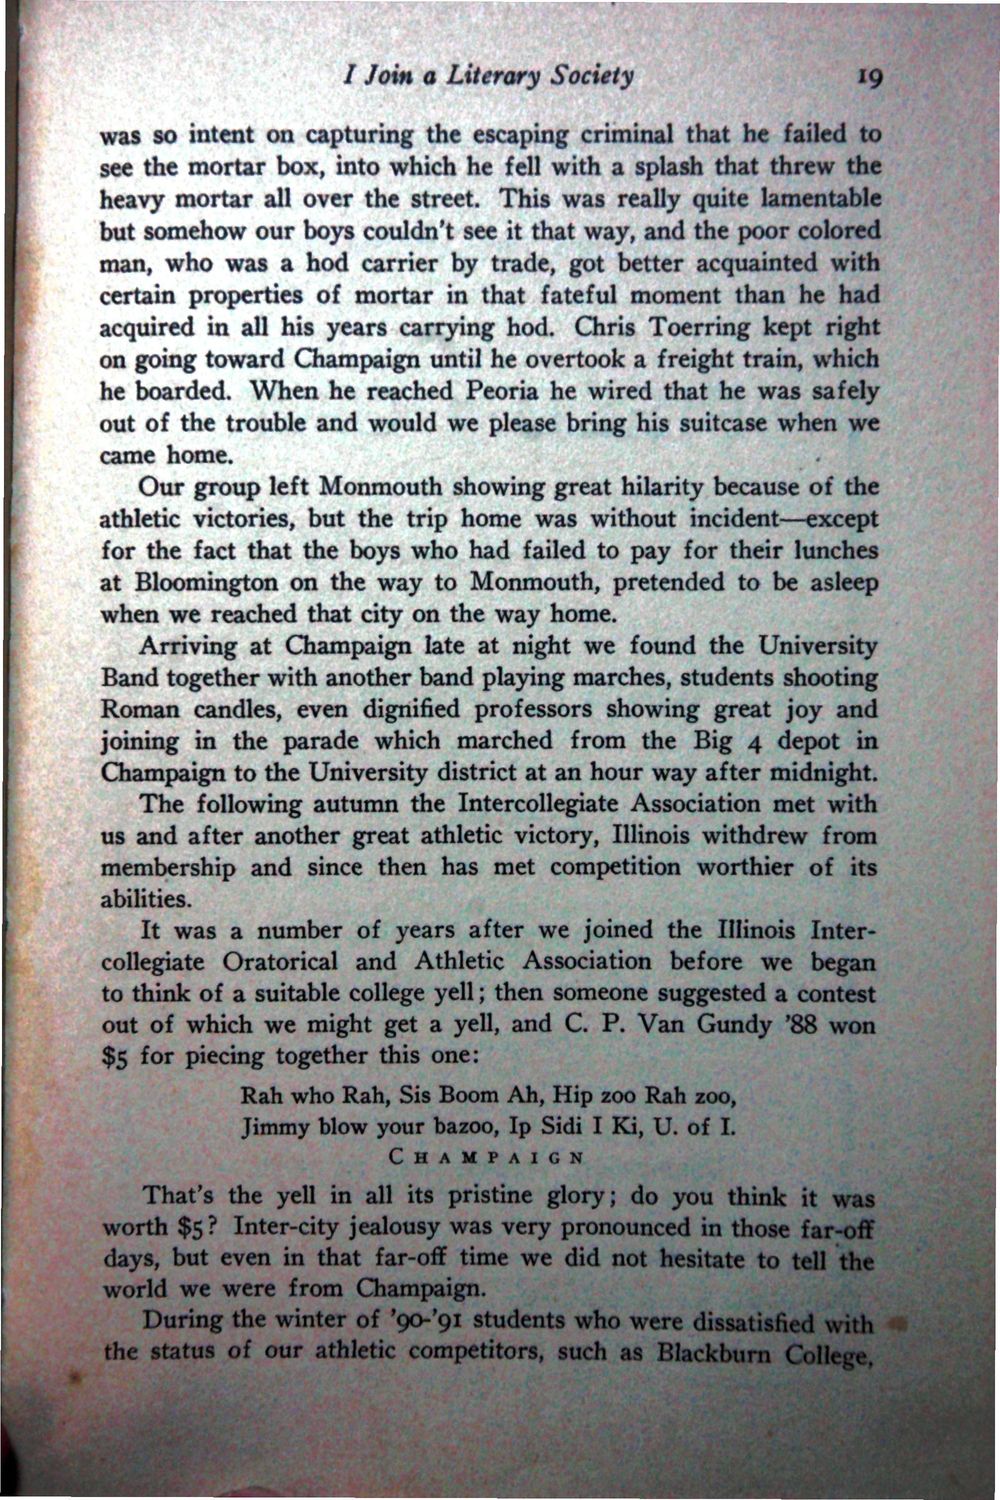 I Join a Literary Society 19
was so intent on capturing the escaping criminal that he failed to
see the mortar box, into which he fell with a splash that threw the
heavy mortar all over the street. This was really quite lamentable
but somehow our boys couldn't see it that way, and the poor colored
man, who was a hod carrier by trade, got better acquainted with
certain properties of mortar in that fateful moment than he had
acquired in all his years carrying hod. Chris Toerring kept right
on going toward Champaign until he overtook a freight train, which
he boarded. When he reached Peoria he wired that he was safely
out of the trouble and would we please bring his suitcase when we
came home.
Our group left Monmouth showing great hilarity because of the
athletic victories, but the trip home was without incident—except
for the fact that the boys who had failed to pay for their lunches
at Bloomington on the way to Monmouth, pretended to be asleep
when we reached that city on the way home.
Arriving at Champaign late at night we found the University
Band together with another band playing marches, students shooting
Roman candles, even dignified professors showing great joy and
joining in the parade which marched from the Big 4 depot in
Champaign to the University district at an hour way after midnight.
The following autumn the Intercollegiate Association met with
us and after another great athletic victory, Illinois withdrew from
membership and since then has met competition worthier of its
abilities.
It was a number of years after we joined the Illinois Inter-
collegiate Oratorical and Athletic Association before we began
to think of a suitable college yell; then someone suggested a contest
out of which we might get a yell, and C. P. Van Gundy '88 won
$5 for piecing together this one:
Rah who Rah, Sis Boom Ah, Hip zoo Rah zoo,
Jimmy blow your bazoo, Ip Sidi I Ki, U. of I.
CHAMPAIGN
That's the yell in all its pristine glory; do you think it was
worth $5? Inter-city jealousy was very pronounced in those far-off
days, but even in that far-off time we did not hesitate to tell the
world we were from Champaign.
During the winter of '90-'91 students who were dissatisfied with
the status of our athletic competitors, such as Blackburn College,